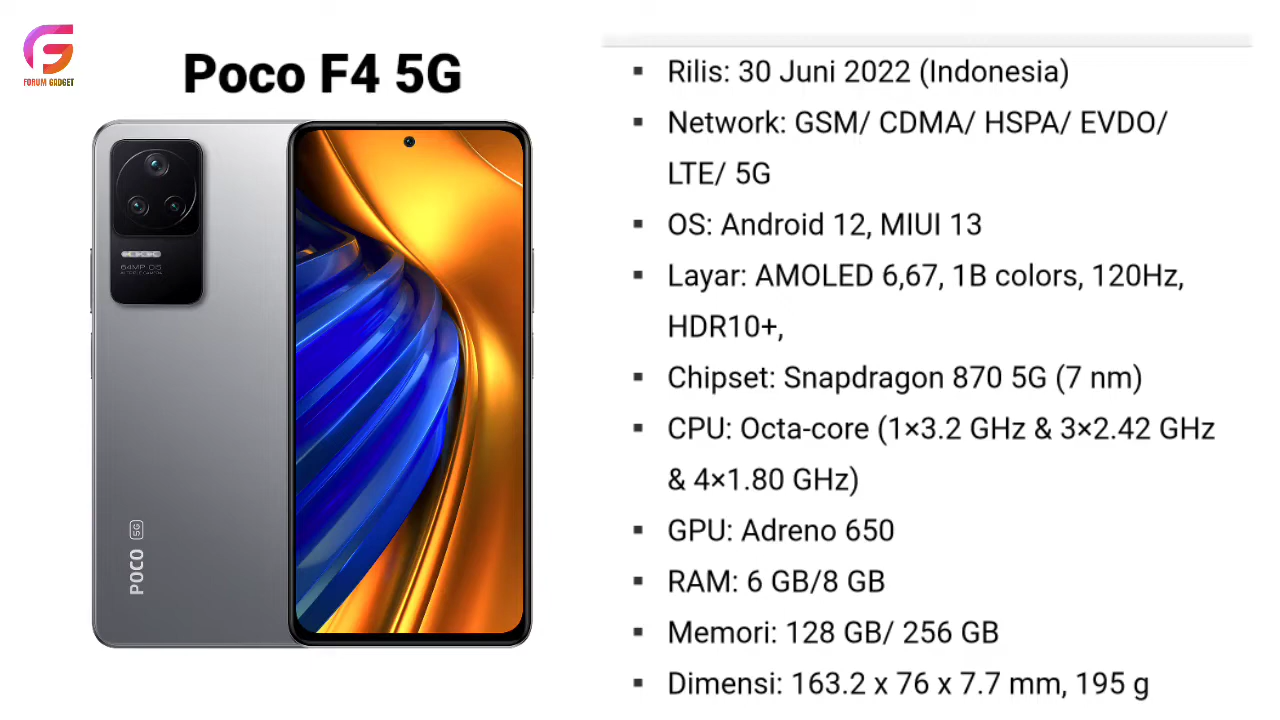 FORUM GADGET
Poco F4 5G
64MP OIS
POCO 5G
Rilis: 30 Juni 2022 (Indonesia)
Network: GSM/ CDMA/ HSPA/ EVDO/
LTE/ 5G
OS: Android 12, MIUI 13
Layar: AMOLED 6,67, 1B colors, 120Hz,
HDR10+,
Chipset: Snapdragon 870 5G (7 nm)
CPU: Octa-core (1×3.2 GHz & 3×2.42 GHz
& 4×1.80 GHz)
GPU: Adreno 650
RAM: 6 GB/8 GB
Memori: 128 GB/ 256 GB
Dimensi: 163.2 x 76 x 7.7 mm, 195 g